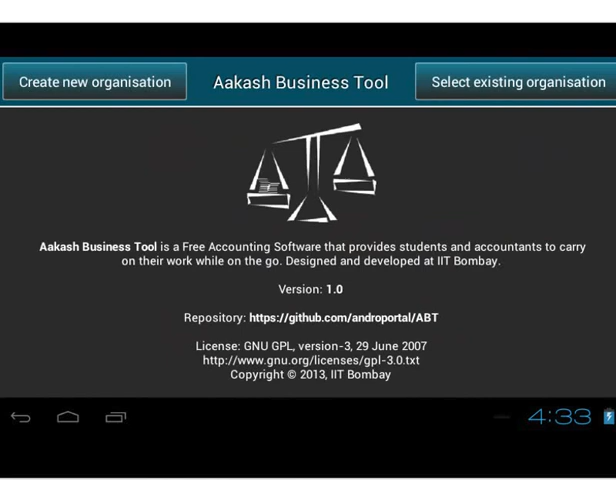 Create new organisation
Aakash Business Tool
Select existing organisation
Aakash Business Tool is a Free Accounting Software that provides students and accountants to carry
on their work while on the go. Designed and developed at IIT Bombay.
Version: 1.0
Repository: https://github.com/androportal/ABT
License: GNU GPL, version-3, 29 June 2007
http://www.gnu.org/licenses/gpl-3.0.txt
Copyright © 2013, IIT Bombay
4:33